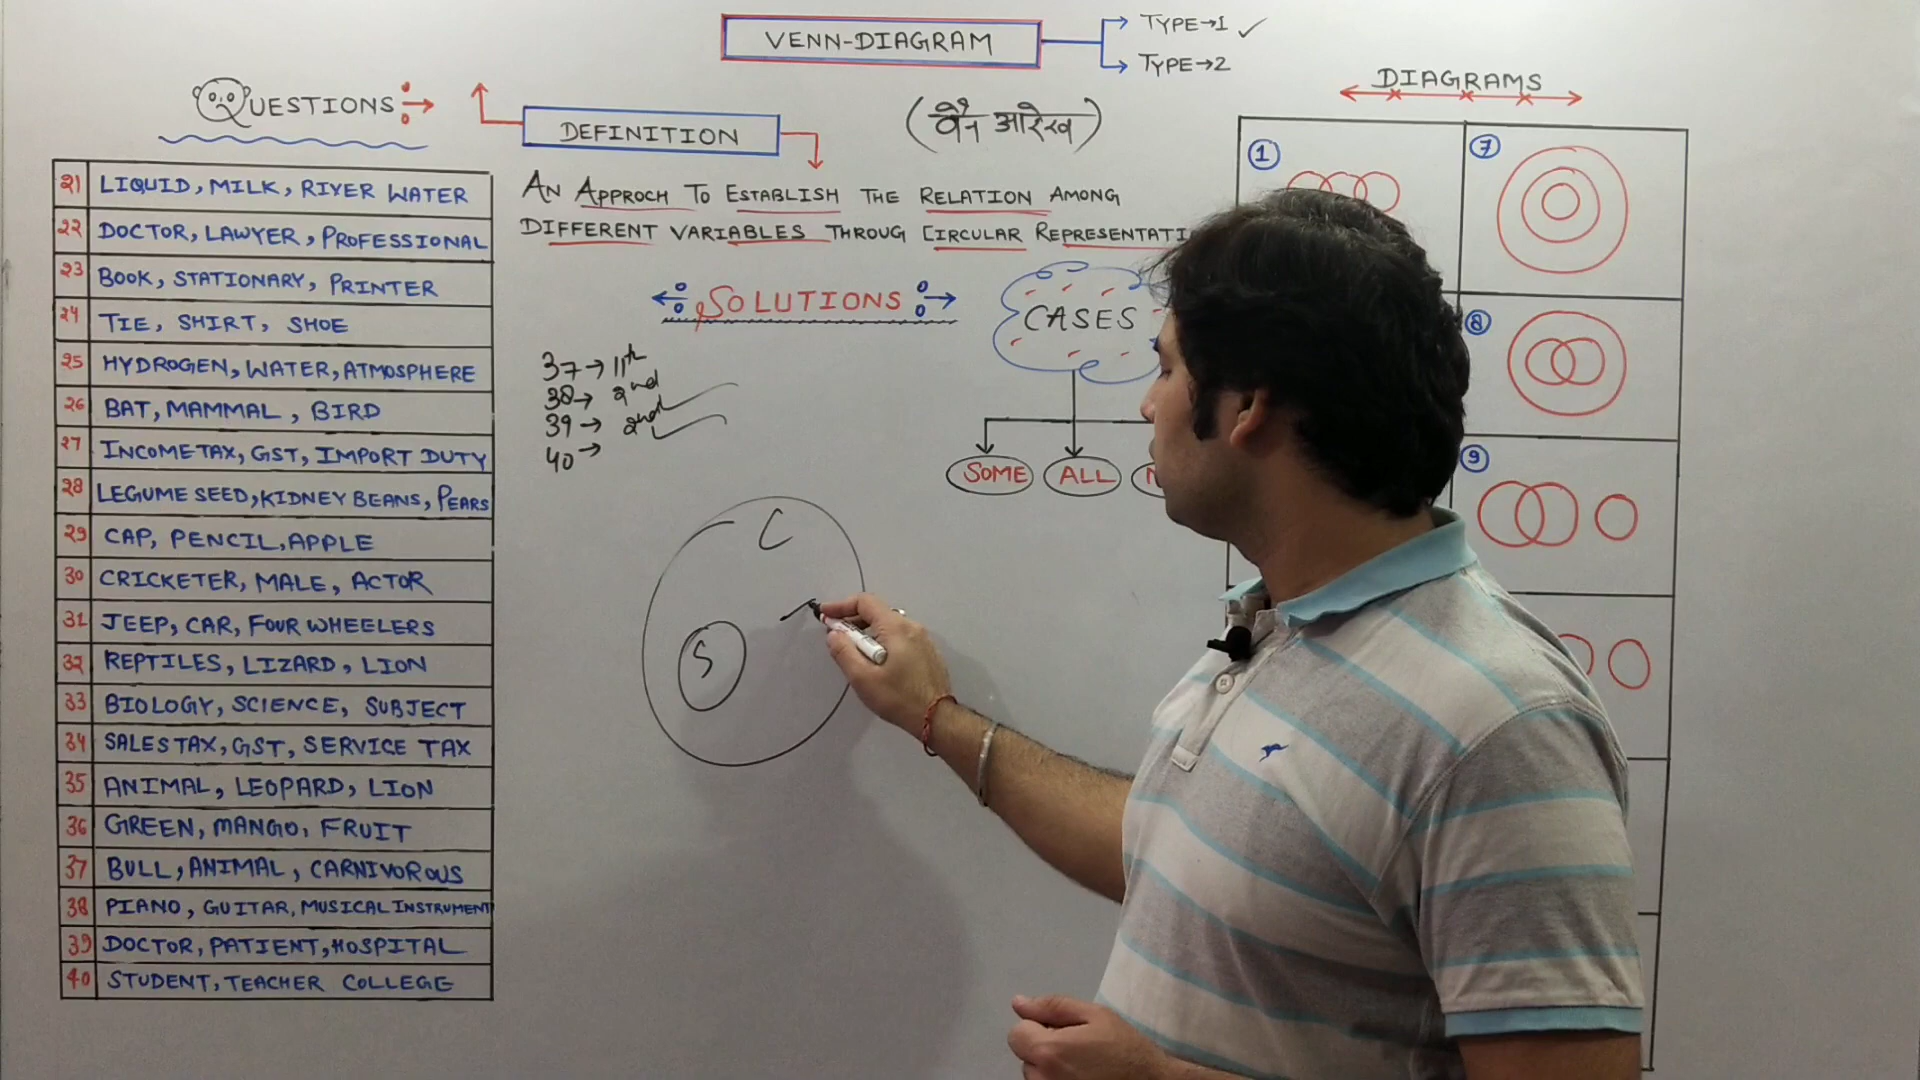 VENN-DIAGRAM
TYPE→1 ✓
TYPE→2
(वैन आरेख)
QUESTIONS
DEFINITION
AN APPROCH TO ESTABLISH THE RELATION AMONG
DIFFERENT VARIABLES THROUG CIRCULAR
21 LIQUID, MILK, RIVER WATER
22 DOCTOR, LAWYER, PROFESSIONAL
23 BOOK, STATIONARY, PRINTER
24 TIE, SHIRT, SHOE
25 HYDROGEN, WATER, ATMOSPHERE
26 BAT, MAMMAL, BIRD
27 INCOME TAX, GST, IMPORT DUTY
28 LEGUME SEED, KIDNEY BEANS, PEARS
29 CAP, PENCIL, APPLE
30 CRICKETER, MALE, ACTOR
31 JEEP, CAR, FOUR WHEELERS
32 REPTILES, LIZARD, LION
33 BIOLOGY, SCIENCE, SUBJECT
34 SALES TAX, GST, SERVICE TAX
35 ANIMAL, LEOPARD, LION
36 GREEN, MANGO, FRUIT
37 BULL, ANIMAL, CARNIVOROUS
38 PIANO, GUITAR, MUSICAL INSTRUMENT
39 DOCTOR, PATIENT, HOSPITAL
40 STUDENT, TEACHER COLLEGE
SOLUTIONS
37→ 11th
38→ 2nd
39→ 2nd
40→
C
S
CASES
SOME
ALL
DIAGRAMS
1
7
8
9